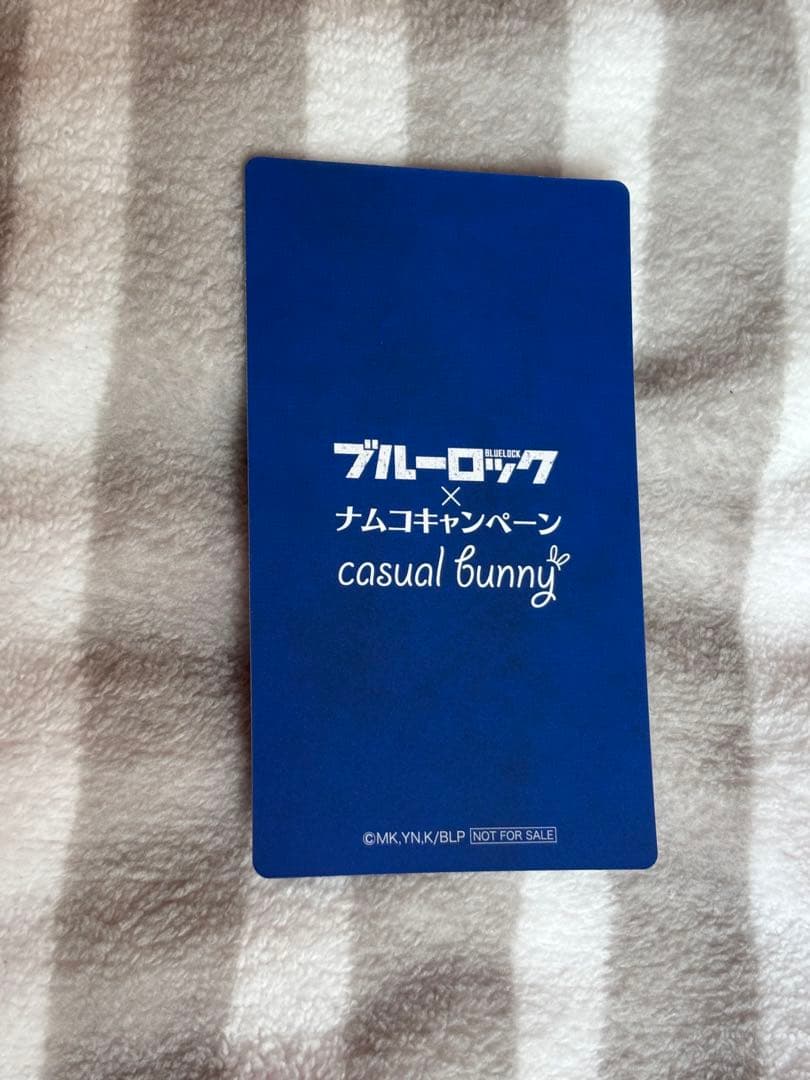 ブルーロック
BLUELOCK
×
ナムコキャンペーン
casual bunny
©MK,YN,K/BLP NOT FOR SALE